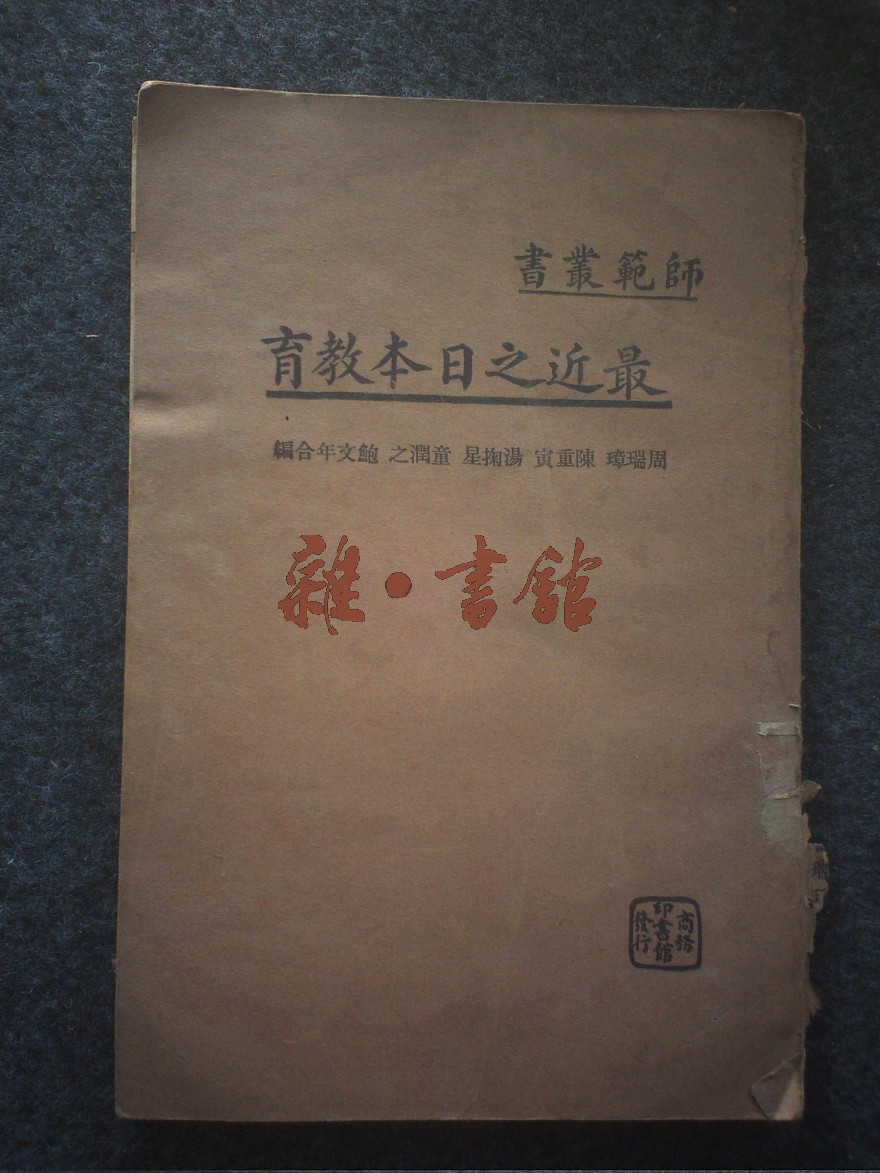 師範叢書
最近之日本教育
周瑞璋 陳重寅 湯掬星 童潤之 鮑文年合編
雜·書館
商務
印書館
發行